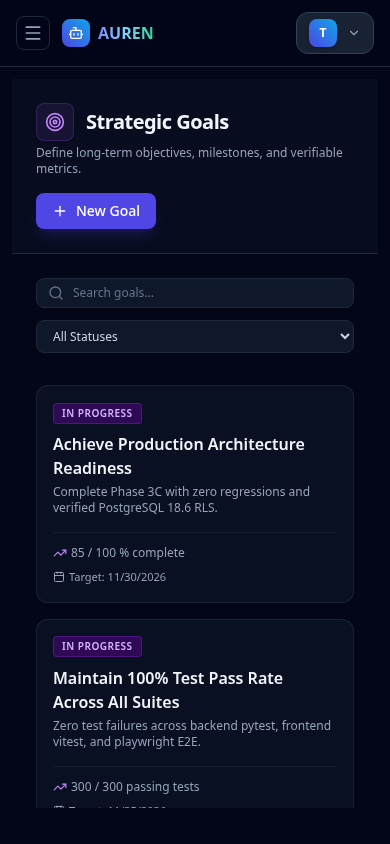 AUREN
T
Strategic Goals
Define long-term objectives, milestones, and verifiable
metrics.
New Goal
Search goals...
All Statuses
IN PROGRESS
Achieve Production Architecture
Readiness
Complete Phase 3C with zero regressions and
verified PostgreSQL 18.6 RLS.
85 / 100 % complete
Target: 11/30/2026
IN PROGRESS
Maintain 100% Test Pass Rate
Across All Suites
Zero test failures across backend pytest, frontend
vitest, and playwright E2E.
300 / 300 passing tests